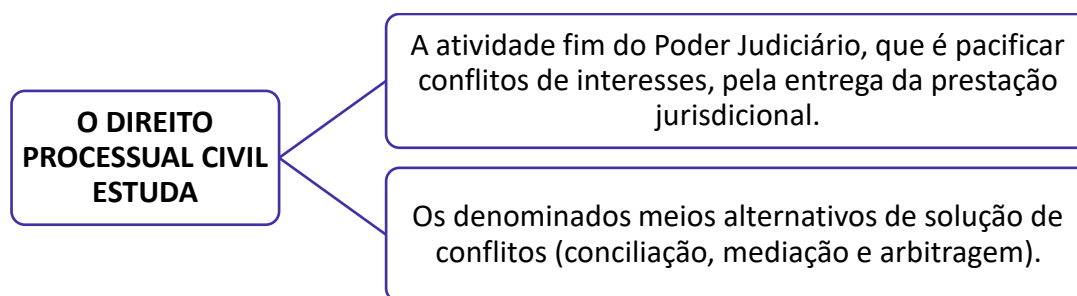 O DIREITO
PROCESSUAL CIVIL
ESTUDA
A atividade fim do Poder Judiciário, que é pacificar
conflitos de interesses, pela entrega da prestação
jurisdicional.
Os denominados meios alternativos de solução de
conflitos (conciliação, mediação e arbitragem).